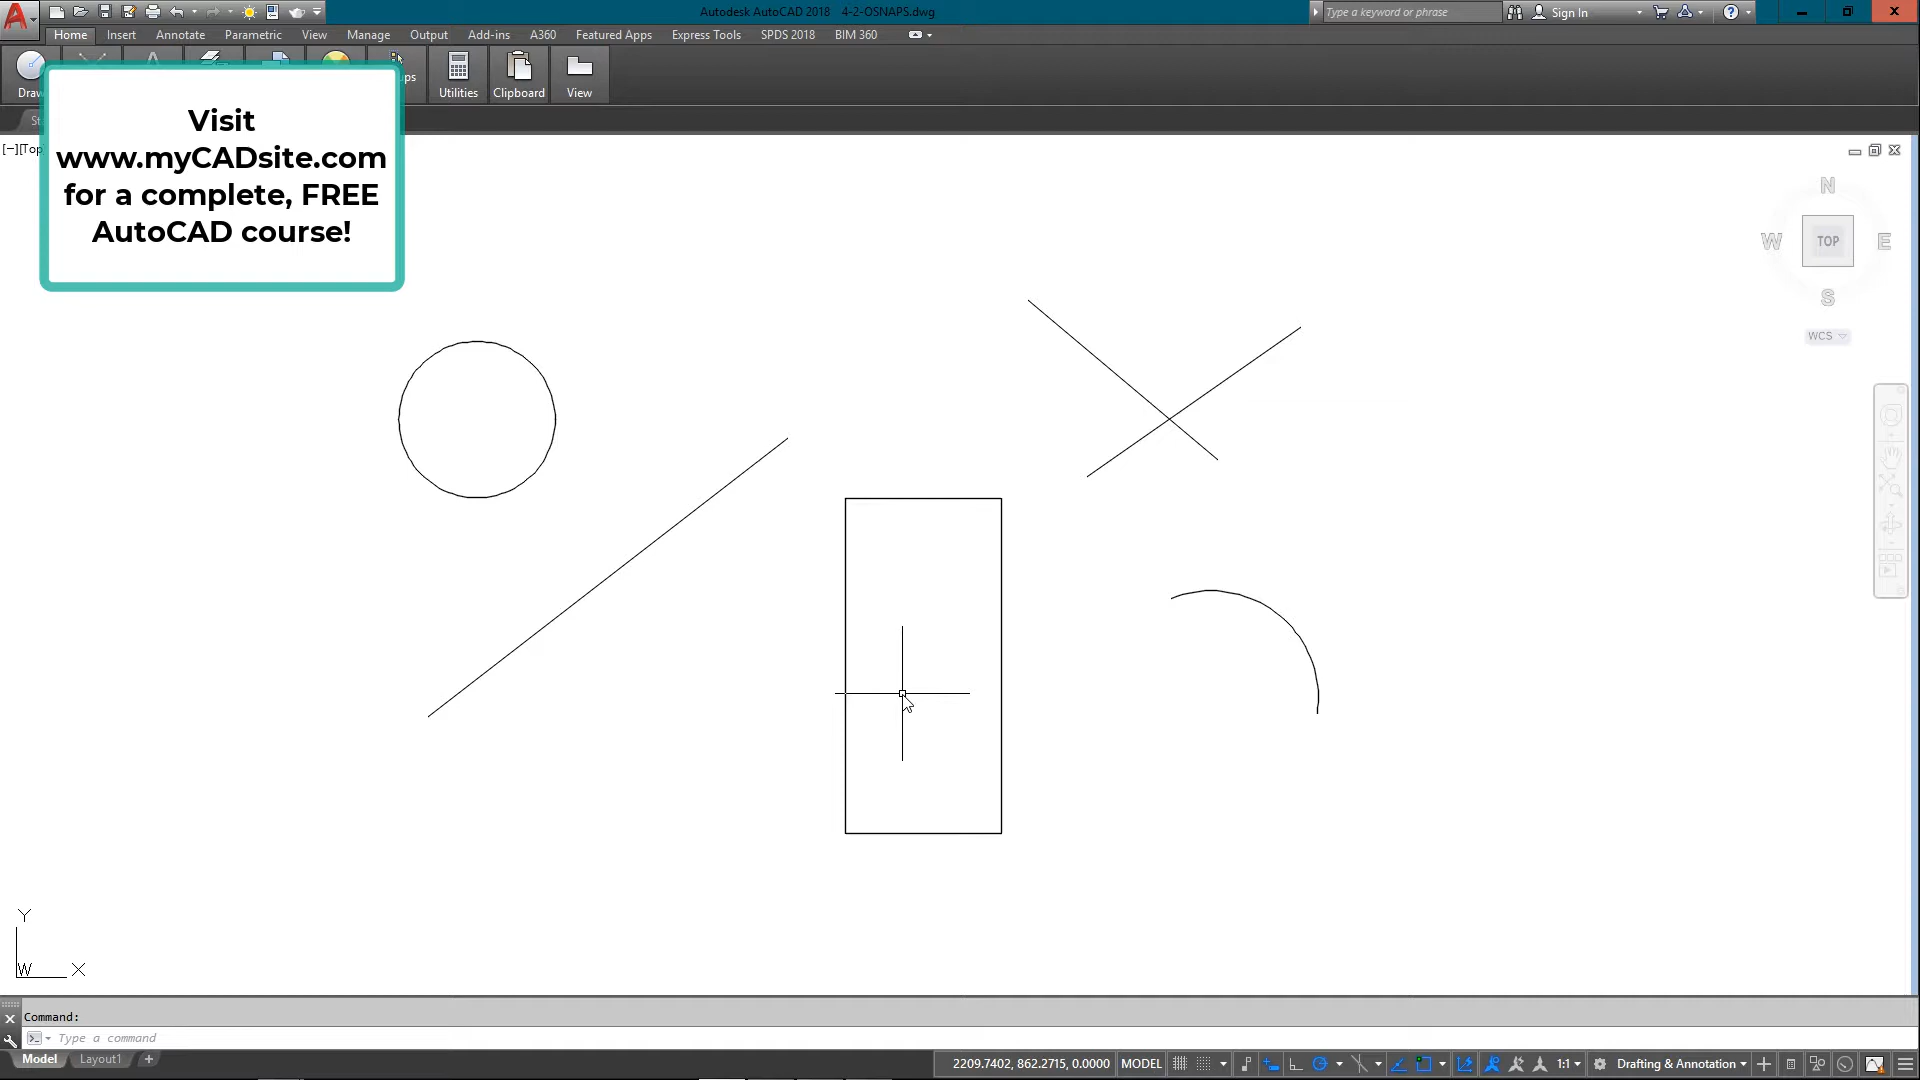 Autodesk AutoCAD 2018 4-2-OSNAPS.dwg
Type a keyword or phrase
Sign In
Home Insert Annotate Parametric View Manage Output Add-ins A360 Featured Apps Express Tools SPDS 2018 BIM 360
Draw Utilities Clipboard View
Visit
www.myCADsite.com
for a complete, FREE
AutoCAD course!
[−][Top
N
W TOP E
S
WCS
Y
W X
Command:
Type a command
Model Layout1 +
2209.7402, 862.2715, 0.0000 MODEL 1:1 Drafting & Annotation